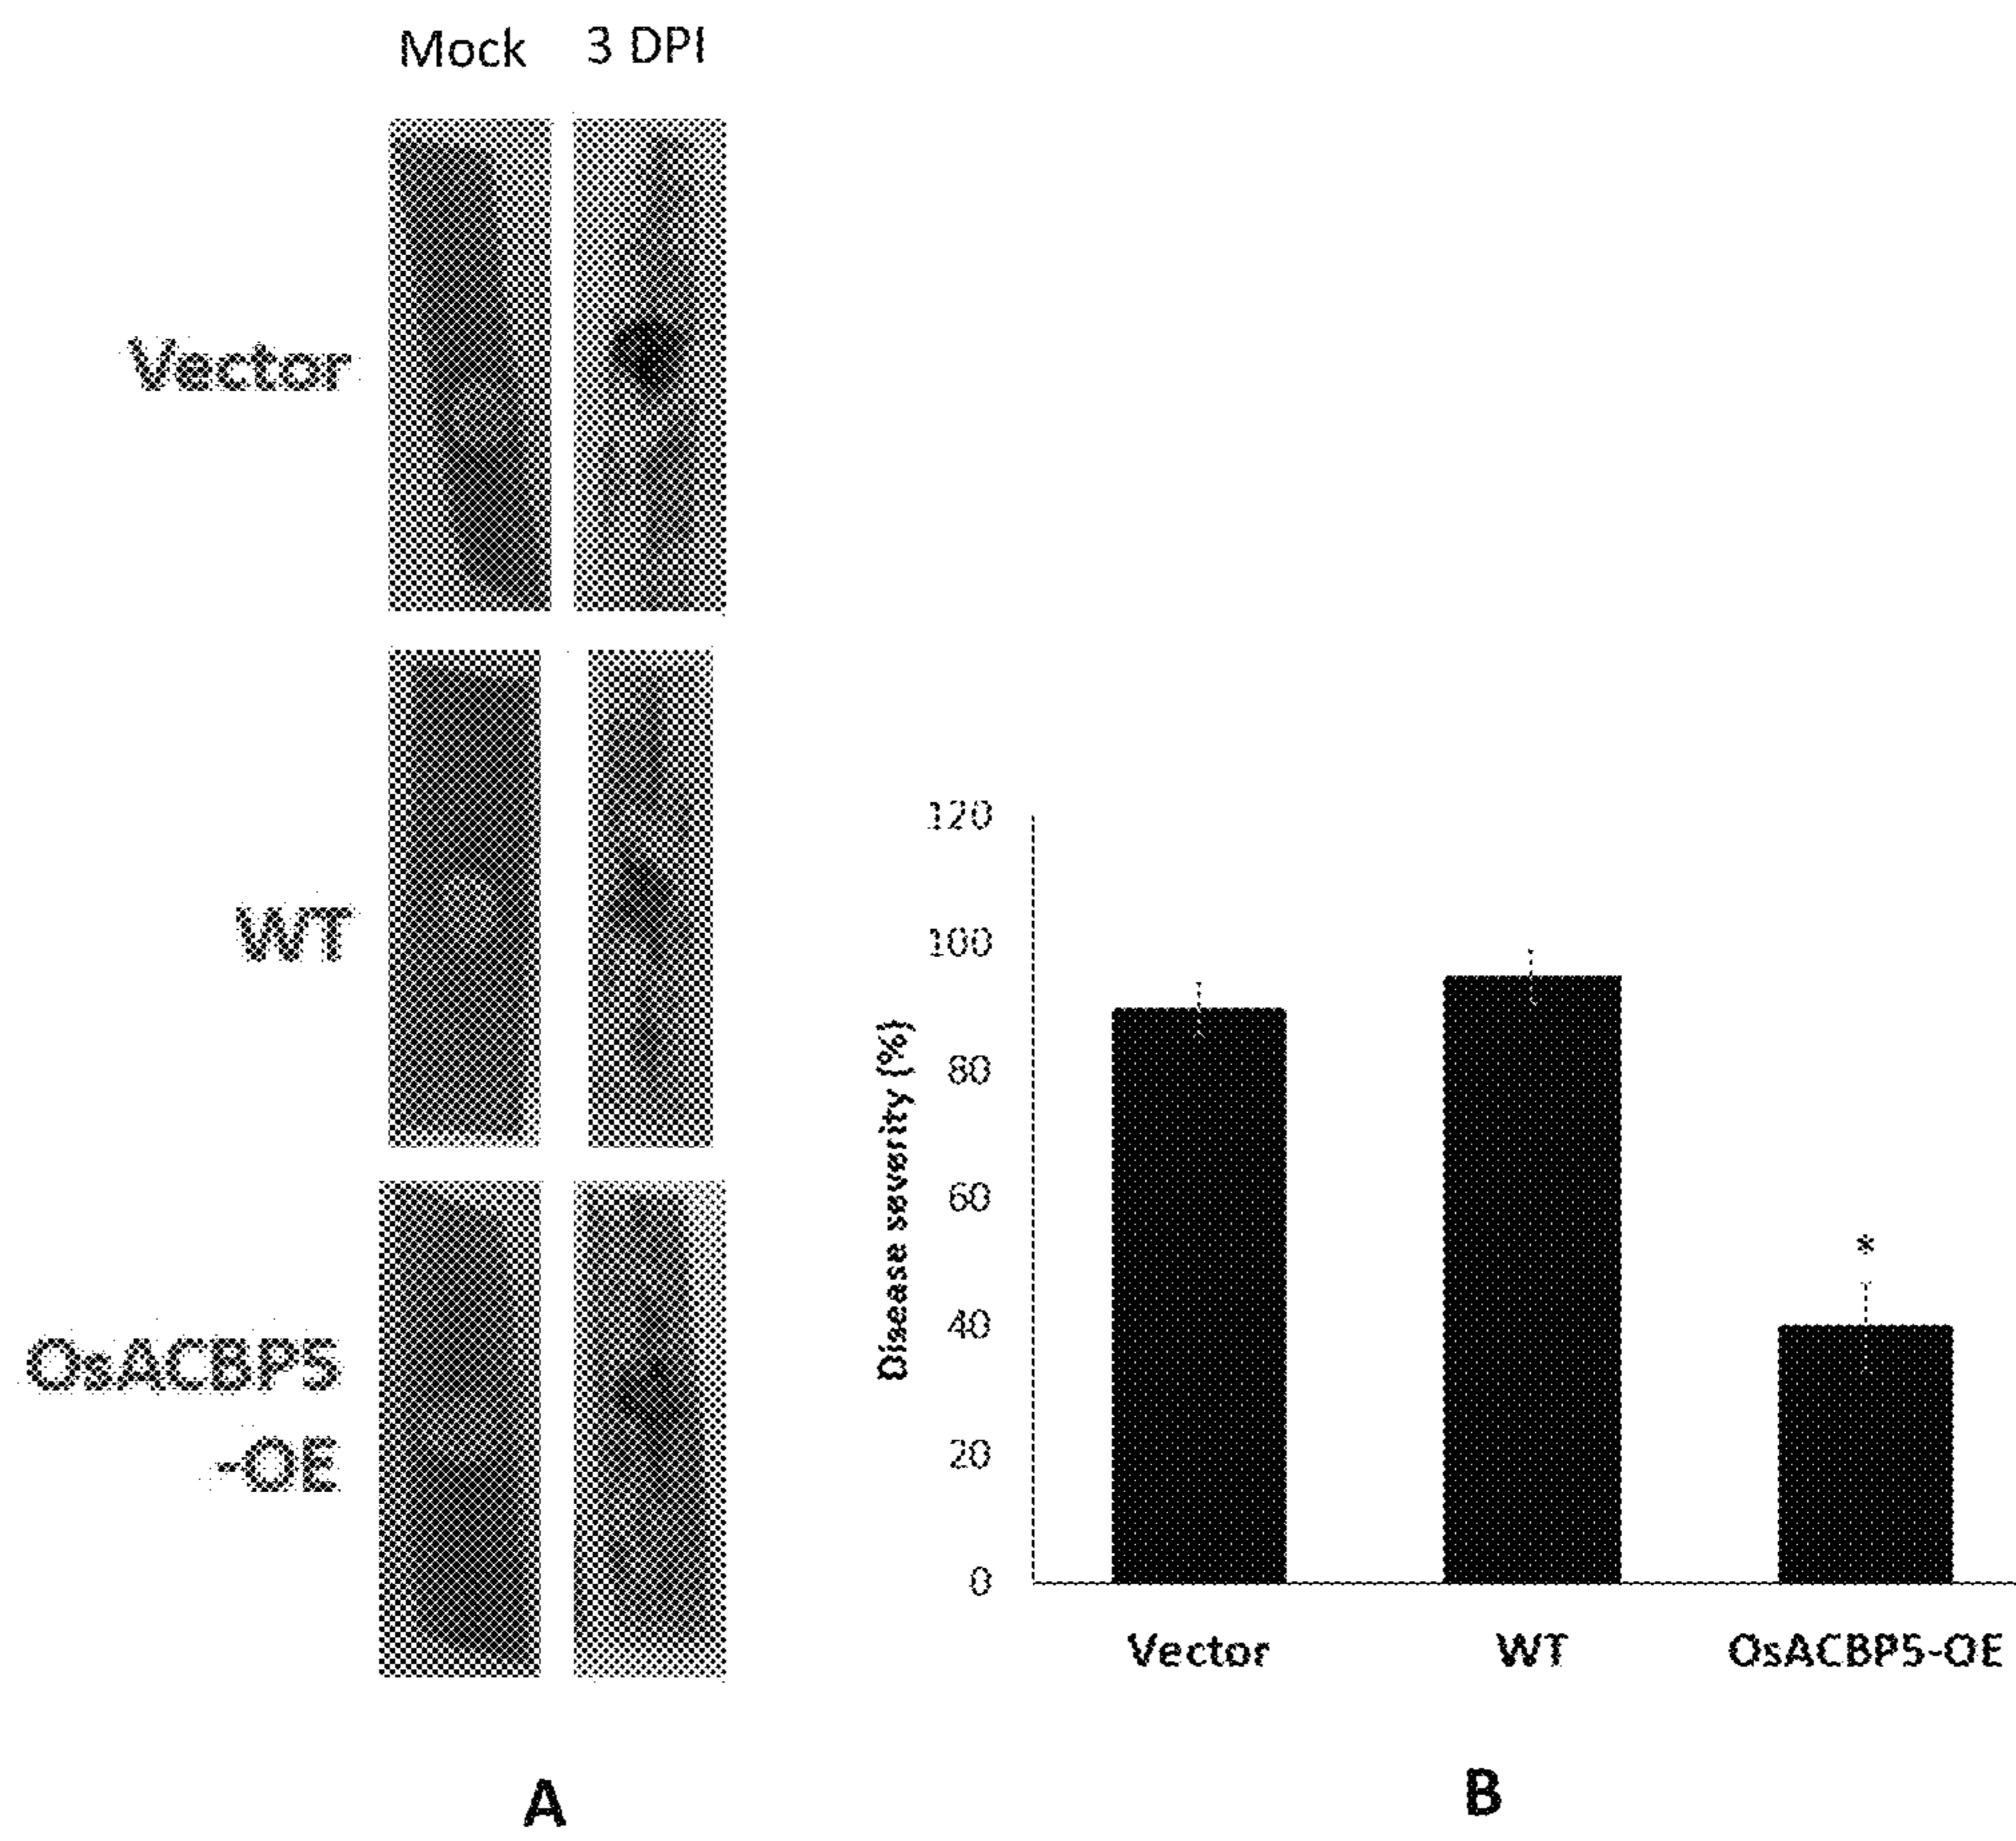 Mock 3 DPI
Vector
WT
OsACBP5
-OE
A
120
100
80
60
40
20
0
Disease severity (%)
*
Vector WT OsACBP5-OE
B